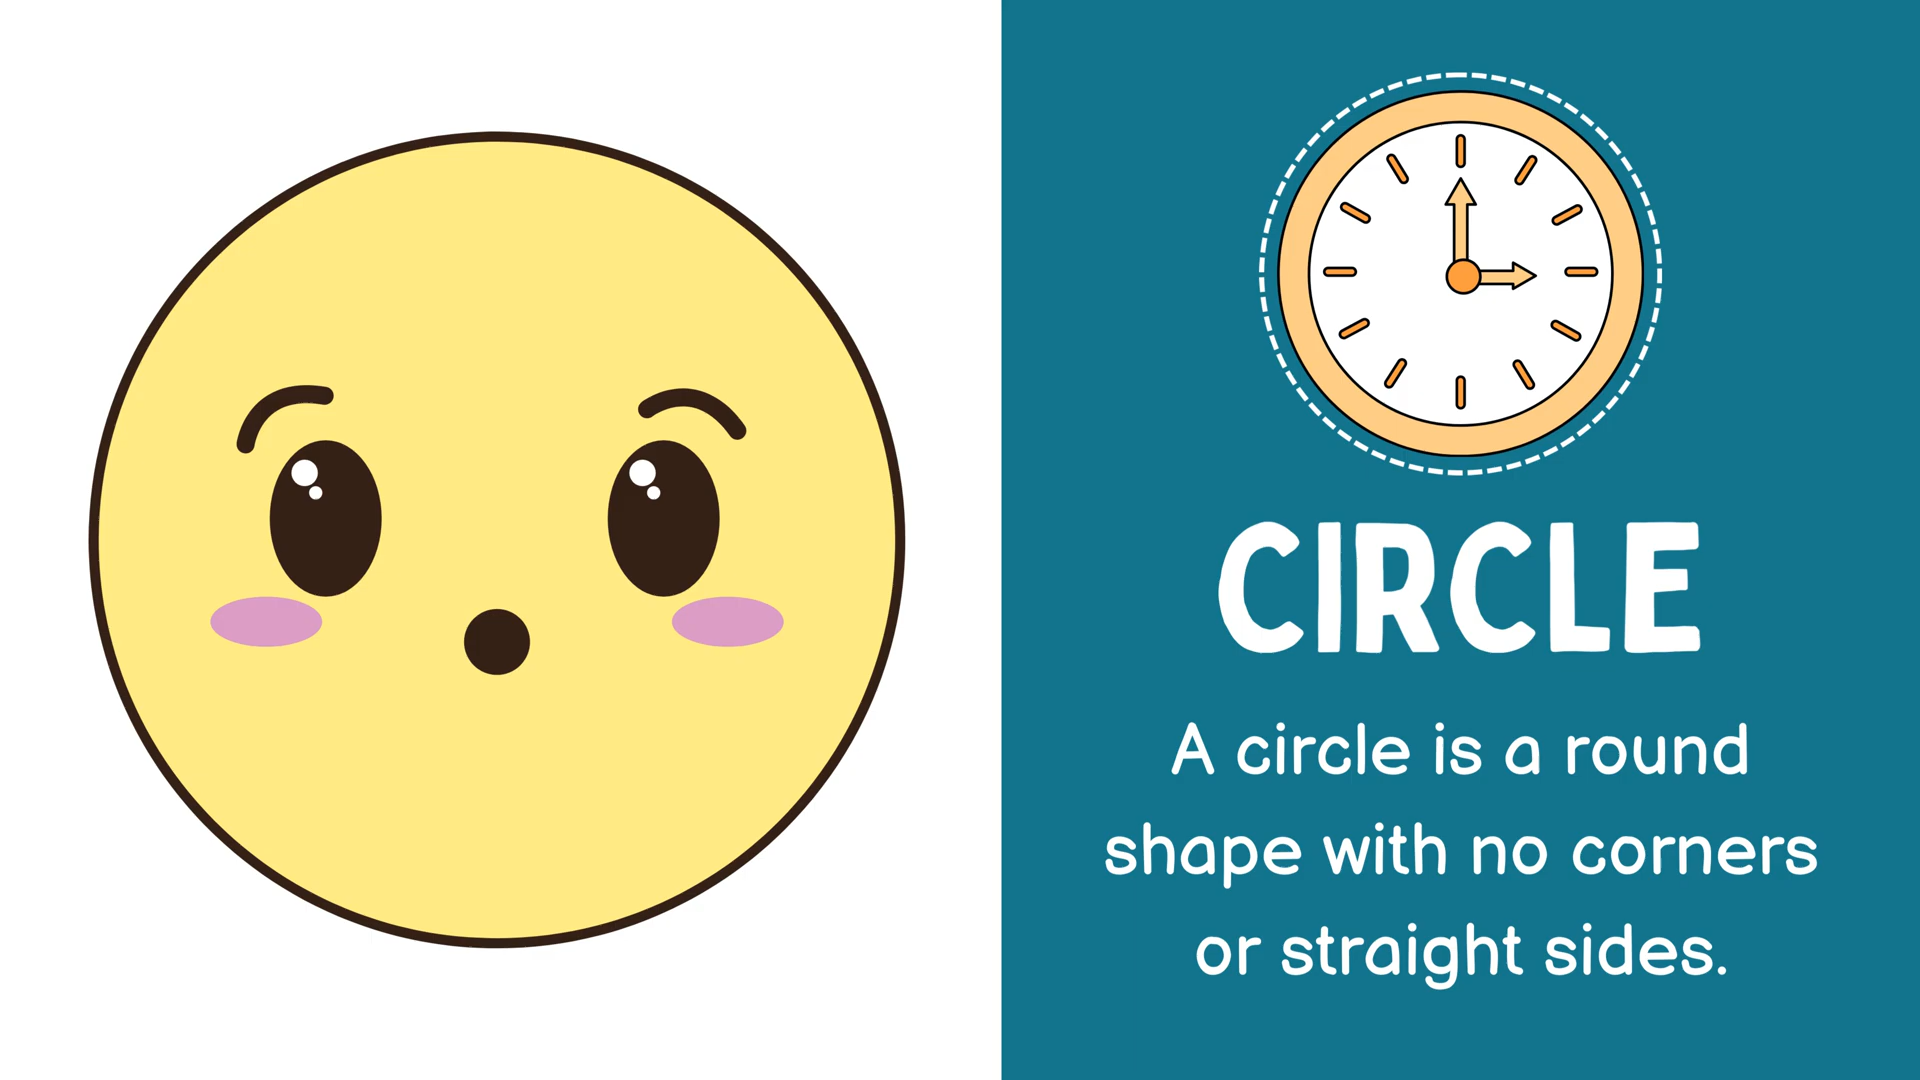 CIRCLE
A circle is a round
shape with no corners
or straight sides.